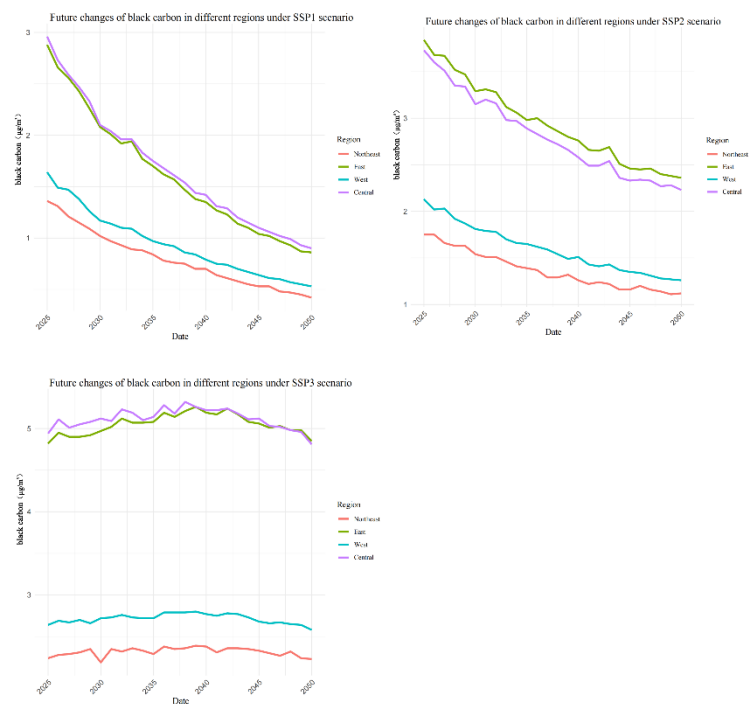 Future changes of black carbon in different regions under SSP1 scenario
3
2
1
black carbon（μg/m³）
2025
2030
2035
2040
2045
2050
Date
Region
Northeast
East
West
Central
Future changes of black carbon in different regions under SSP2 scenario
3
2
1
black carbon（μg/m³）
2025
2030
2035
2040
2045
2050
Date
Region
Northeast
East
West
Central
Future changes of black carbon in different regions under SSP3 scenario
5
4
3
black carbon（μg/m³）
2025
2030
2035
2040
2045
2050
Date
Region
Northeast
East
West
Central